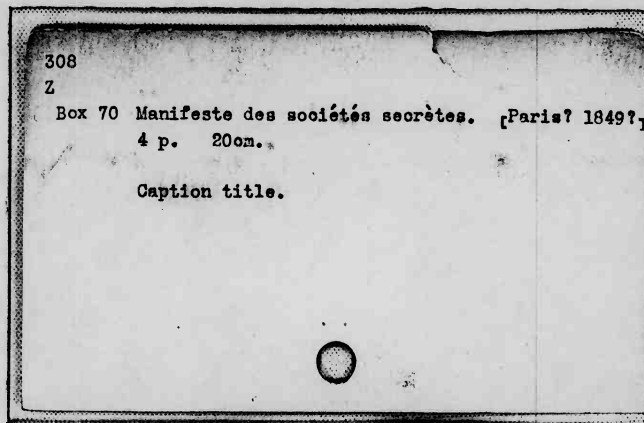 308
Z
Box 70 Manifeste des sociétés secrètes. [Paris? 1849?]
4 p. 20cm.
Caption title.